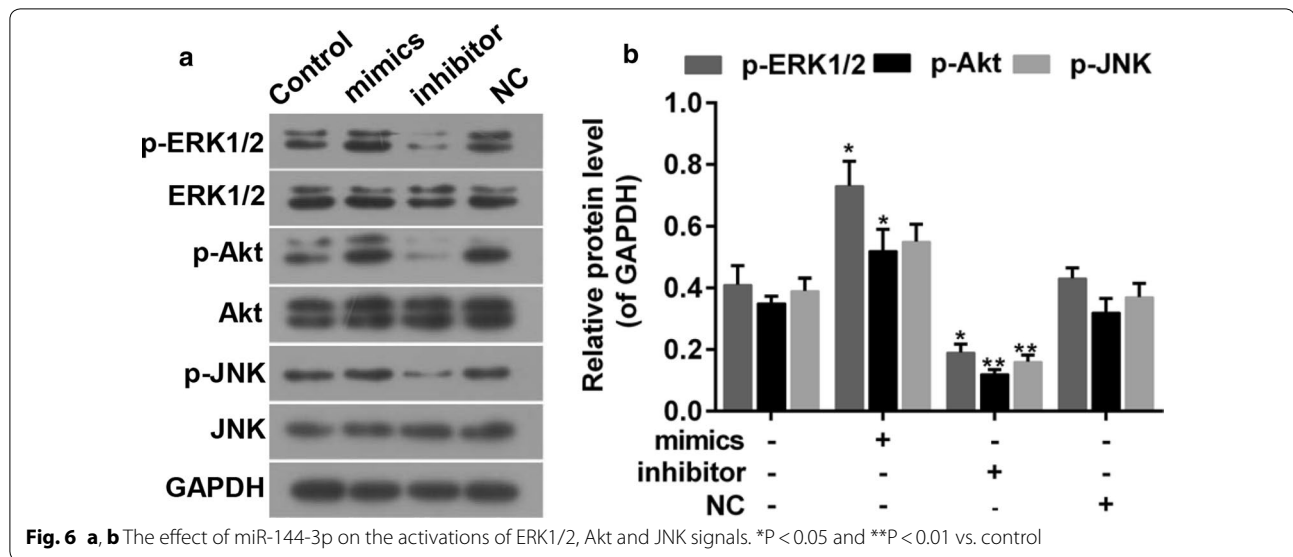 a
Control mimics inhibitor NC
p-ERK1/2
ERK1/2
p-Akt
Akt
p-JNK
JNK
GAPDH
b
p-ERK1/2 p-Akt p-JNK
Relative protein level
(of GAPDH)
1.0
0.8
0.6
0.4
0.2
0.0
* * * ** **
mimics - + - -
inhibitor - - + -
NC - - - +
Fig. 6 a, b The effect of miR-144-3p on the activations of ERK1/2, Akt and JNK signals. *P < 0.05 and **P < 0.01 vs. control